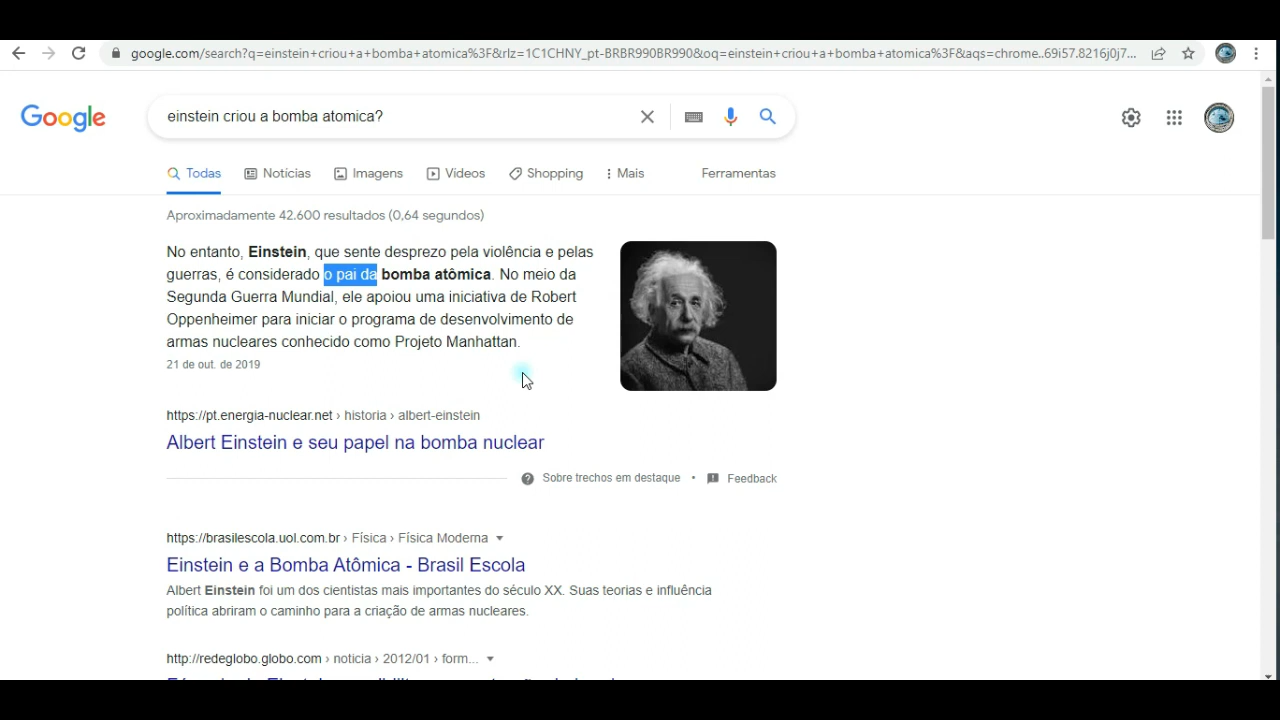 google.com/search?q=einstein+criou+a+bomba+atomica%3F&rlz=1C1CHNY_pt-BRBR990BR990&oq=einstein+criou+a+bomba+atomica%3F&aqs=chrome..69i57.8216j0j7...
Google
einstein criou a bomba atomica?
Todas Notícias Imagens Vídeos Shopping Mais Ferramentas
Aproximadamente 42.600 resultados (0,64 segundos)
No entanto, Einstein, que sente desprezo pela violência e pelas
guerras, é considerado o pai da bomba atômica. No meio da
Segunda Guerra Mundial, ele apoiou uma iniciativa de Robert
Oppenheimer para iniciar o programa de desenvolvimento de
armas nucleares conhecido como Projeto Manhattan.
21 de out. de 2019
https://pt.energia-nuclear.net › historia › albert-einstein
Albert Einstein e seu papel na bomba nuclear
Sobre trechos em destaque • Feedback
https://brasilescola.uol.com.br › Física › Física Moderna
Einstein e a Bomba Atômica - Brasil Escola
Albert Einstein foi um dos cientistas mais importantes do século XX. Suas teorias e influência
política abriram o caminho para a criação de armas nucleares.
http://redeglobo.globo.com › noticia › 2012/01 › form...